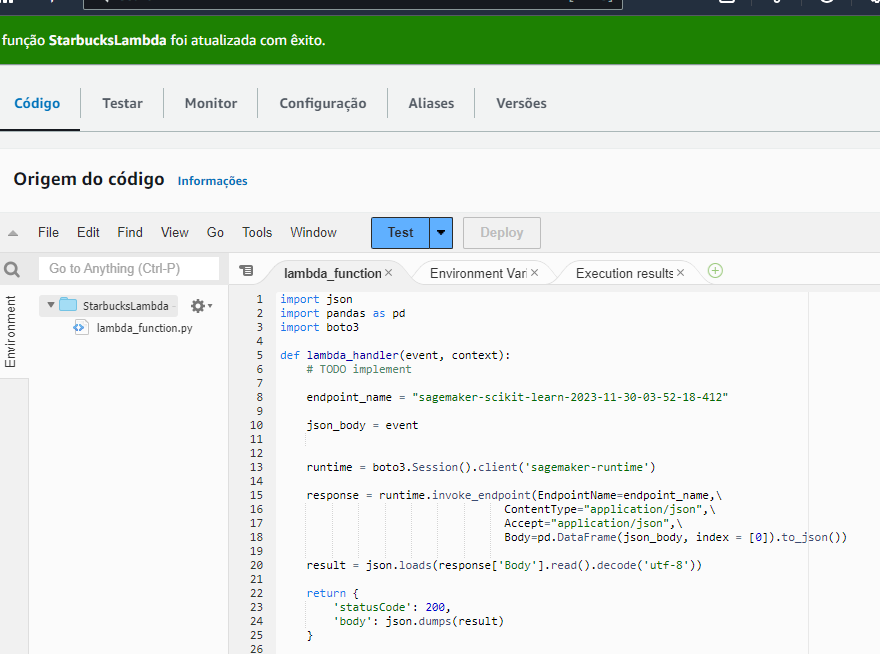 função StarbucksLambda foi atualizada com êxito.
Código Testar Monitor Configuração Aliases Versões
Origem do código Informações
File Edit Find View Go Tools Window Test Deploy
Go to Anything (Ctrl-P) lambda_function Environment Vari Execution results
Environment
StarbucksLambda
lambda_function.py
1 import json
2 import pandas as pd
3 import boto3
4
5 def lambda_handler(event, context):
6 # TODO implement
7
8 endpoint_name = "sagemaker-scikit-learn-2023-11-30-03-52-18-412"
9
10 json_body = event
11
12
13 runtime = boto3.Session().client('sagemaker-runtime')
14
15 response = runtime.invoke_endpoint(EndpointName=endpoint_name,\
16 ContentType="application/json",\
17 Accept="application/json",\
18 Body=pd.DataFrame(json_body, index = [0]).to_json())
19
20 result = json.loads(response['Body'].read().decode('utf-8'))
21
22 return {
23 'statusCode': 200,
24 'body': json.dumps(result)
25 }
26